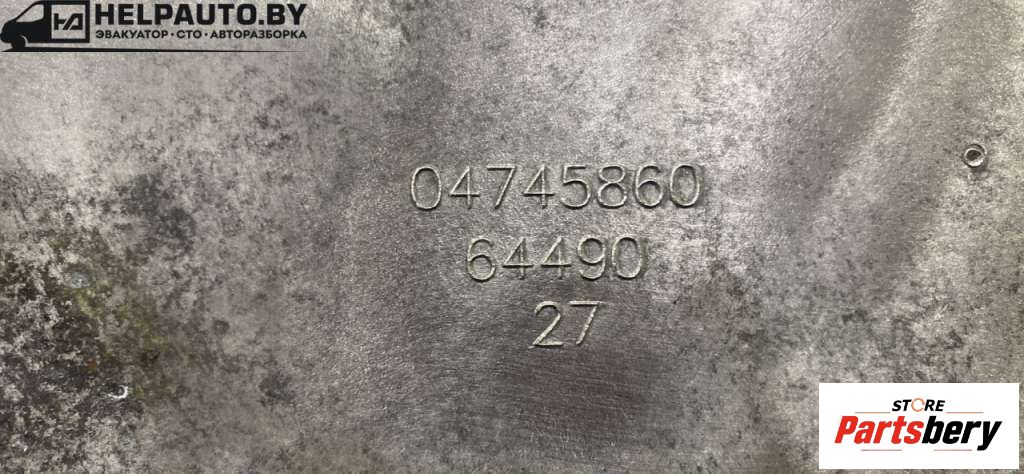 HELPAUTO.BY
ЭВАКУАТОР • СТО • АВТОРАЗБОРКА
04745860
64490
27
STORE
Partsbery